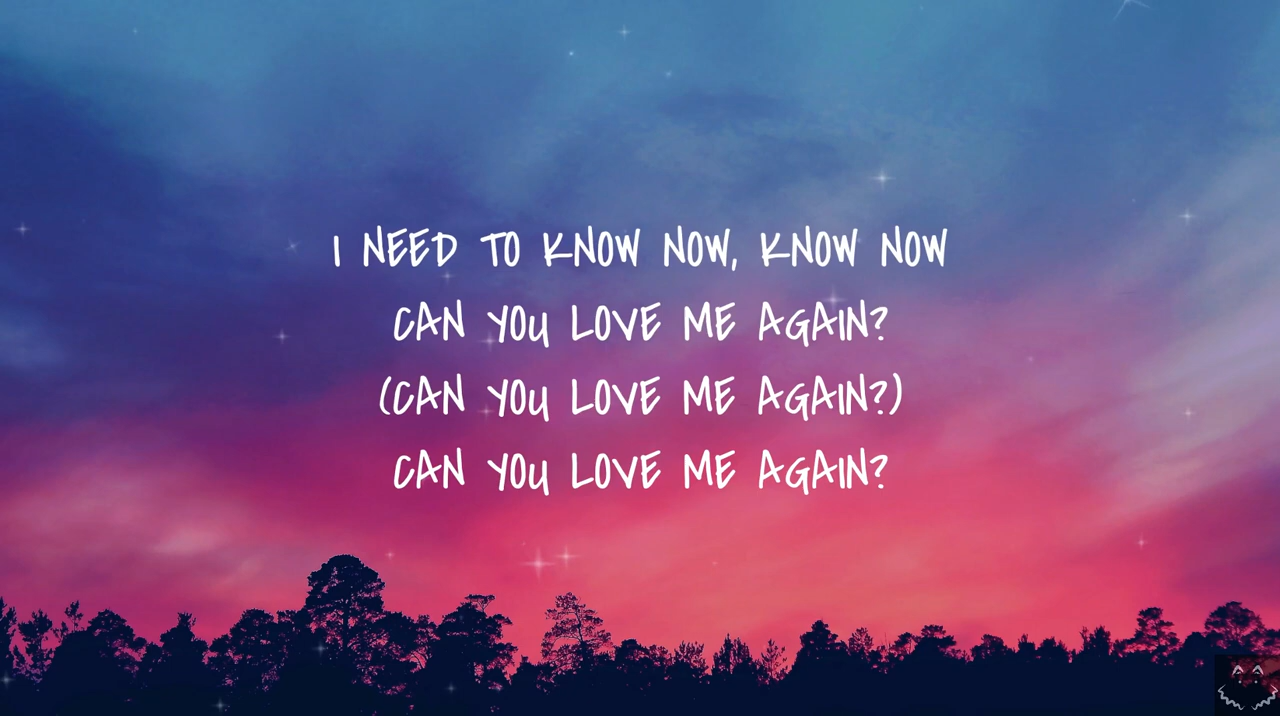 I NEED TO KNOW NOW, KNOW NOW
CAN YOU LOVE ME AGAIN?
(CAN YOU LOVE ME AGAIN?)
CAN YOU LOVE ME AGAIN?